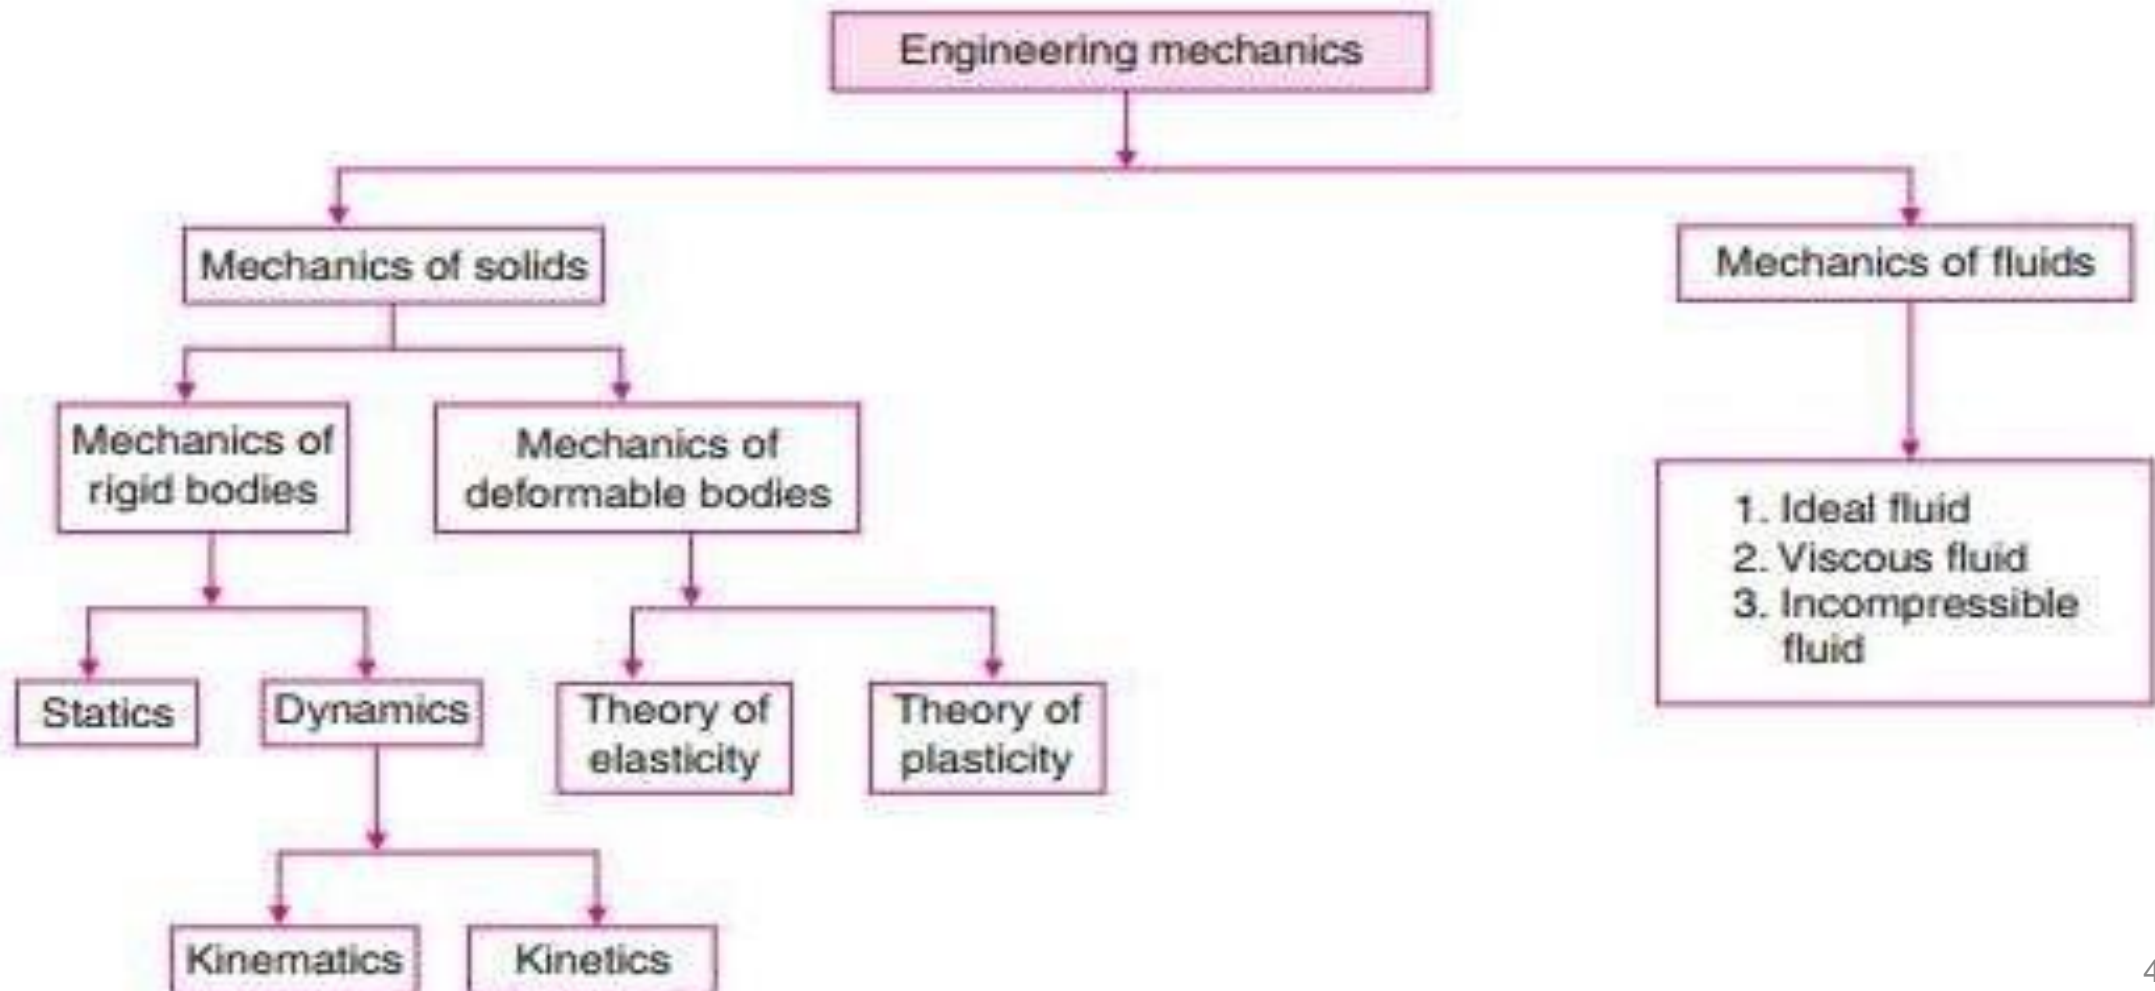 Engineering mechanics
Mechanics of solids
Mechanics of fluids
Mechanics of
rigid bodies
Mechanics of
deformable bodies
1. Ideal fluid
2. Viscous fluid
3. Incompressible
fluid
Statics
Dynamics
Theory of
elasticity
Theory of
plasticity
Kinematics
Kinetics
4